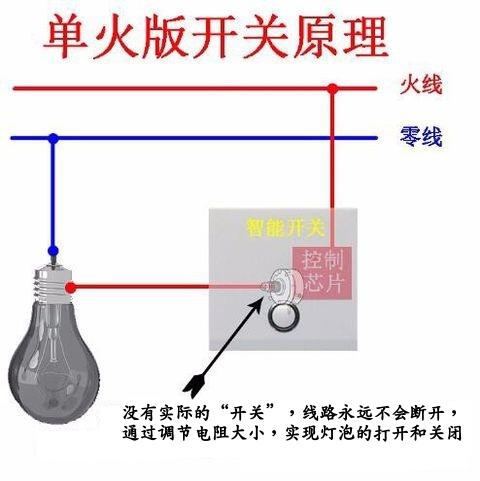 单火版开关原理
火线
零线
智能开关
控制
芯片
没有实际的“开关”，线路永远不会断开，
通过调节电阻大小，实现灯泡的打开和关闭